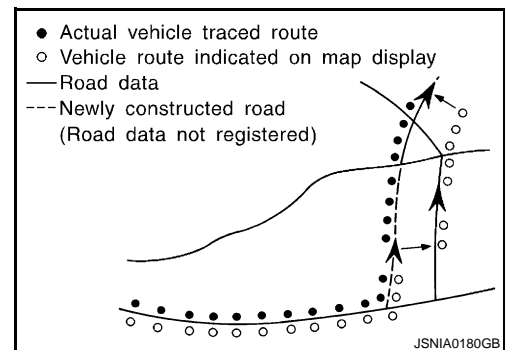 Actual vehicle traced route
Vehicle route indicated on map display
Road data
Newly constructed road
(Road data not registered)
JSNIA0180GB